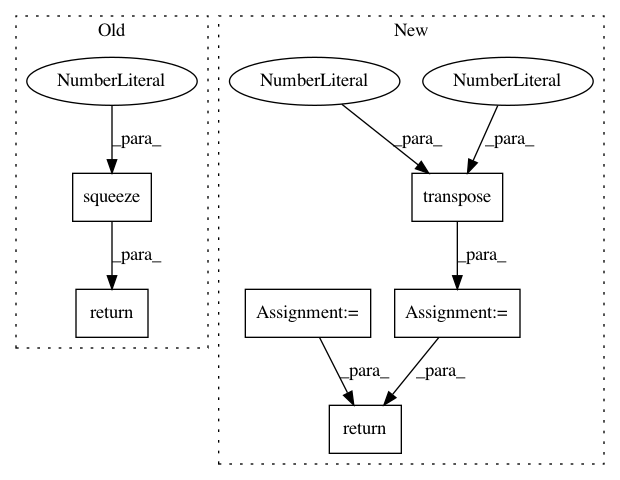 Old
New
NumberLiteral
NumberLiteral
NumberLiteral
_para_
_para_
_para_
squeeze
transpose
_para_
_para_
return
Assignment:=
Assignment:=
_para_
_para_
return